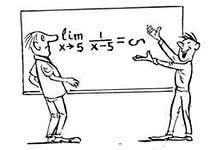 lim x→5 1/x-5 = ᔕ